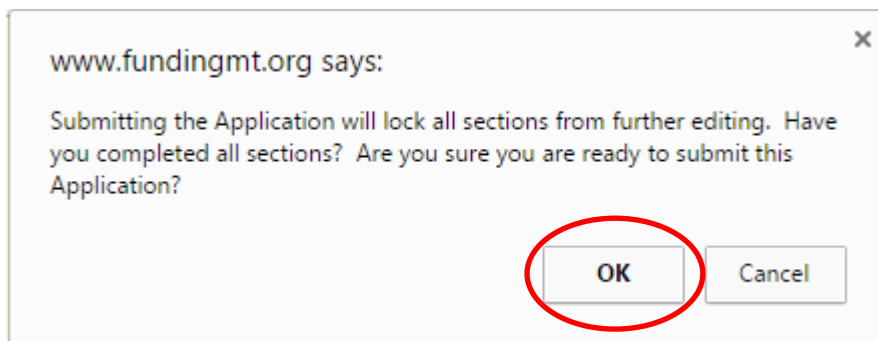 www.fundingmt.org says:
Submitting the Application will lock all sections from further editing.  Have
you completed all sections?  Are you sure you are ready to submit this
Application?
OK
Cancel